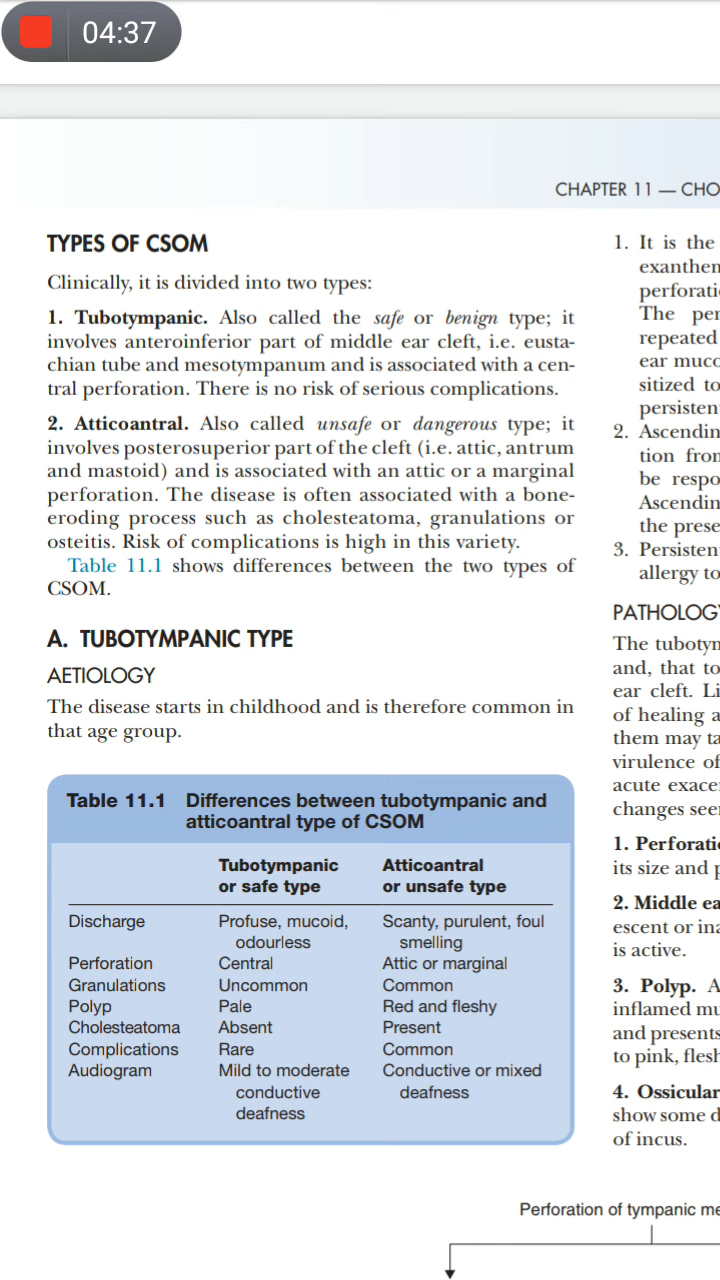 04:37
CHAPTER 11 — CHO
TYPES OF CSOM
Clinically, it is divided into two types:
1. Tubotympanic. Also called the safe or benign type; it
involves anteroinferior part of middle ear cleft, i.e. eusta-
chian tube and mesotympanum and is associated with a cen-
tral perforation. There is no risk of serious complications.
2. Atticoantral. Also called unsafe or dangerous type; it
involves posterosuperior part of the cleft (i.e. attic, antrum
and mastoid) and is associated with an attic or a marginal
perforation. The disease is often associated with a bone-
eroding process such as cholesteatoma, granulations or
osteitis. Risk of complications is high in this variety.
Table 11.1 shows differences between the two types of
CSOM.
A. TUBOTYMPANIC TYPE
AETIOLOGY
The disease starts in childhood and is therefore common in
that age group.
Table 11.1 Differences between tubotympanic and
atticoantral type of CSOM
Tubotympanic Atticoantral
or safe type or unsafe type
Discharge Profuse, mucoid, Scanty, purulent, foul
odourless smelling
Perforation Central Attic or marginal
Granulations Uncommon Common
Polyp Pale Red and fleshy
Cholesteatoma Absent Present
Complications Rare Common
Audiogram Mild to moderate Conductive or mixed
conductive deafness
deafness
1. It is the
exanthem
perforati
The per
repeated
ear muco
sitized to
persisten
2. Ascendin
tion from
be respo
Ascendin
the prese
3. Persisten
allergy to
PATHOLOGY
The tubotym
and, that to
ear cleft. Li
of healing a
them may ta
virulence of
acute exace
changes see
1. Perforati
its size and p
2. Middle ea
escent or ina
is active.
3. Polyp. A
inflamed mu
and presents
to pink, flesh
4. Ossicular
show some d
of incus.
Perforation of tympanic me